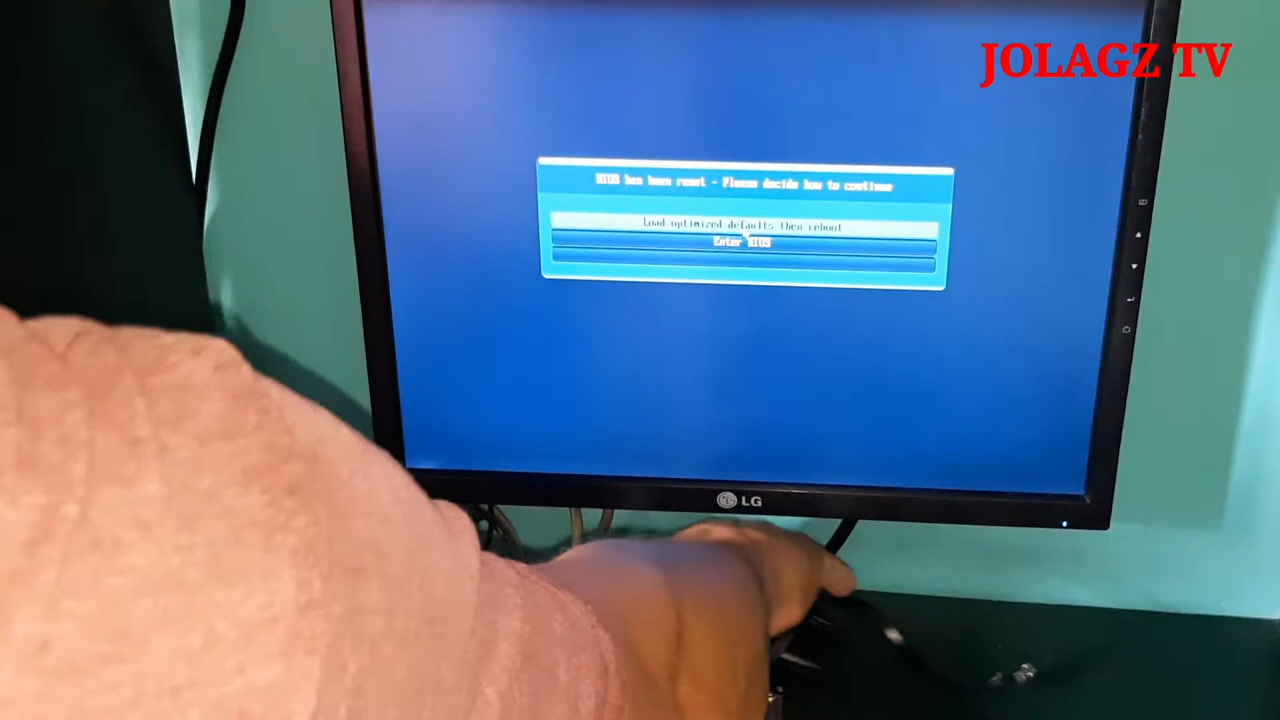 JOLAGZ TV
BIOS has been reset - Please decide how to continue
Load optimized defaults then reboot
Enter BIOS
LG